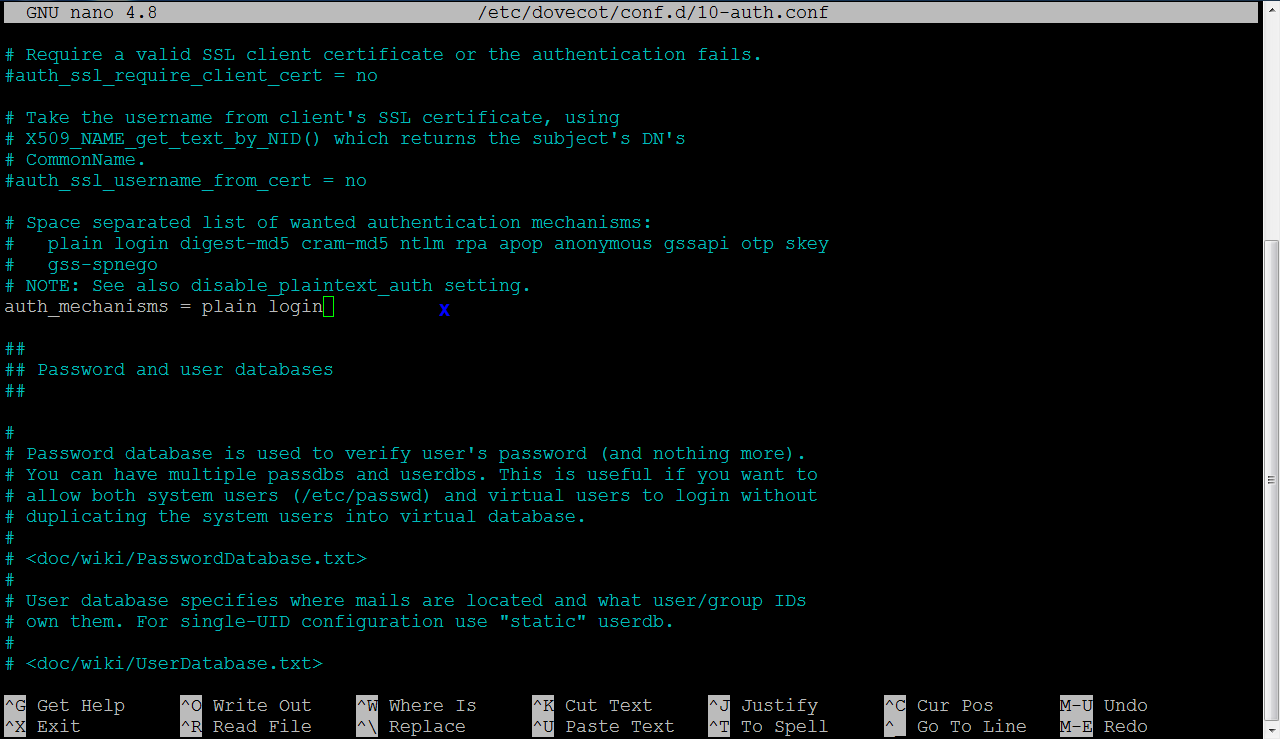 GNU nano 4.8 /etc/dovecot/conf.d/10-auth.conf
# Require a valid SSL client certificate or the authentication fails.
#auth_ssl_require_client_cert = no
# Take the username from client's SSL certificate, using
# X509_NAME_get_text_by_NID() which returns the subject's DN's
# CommonName.
#auth_ssl_username_from_cert = no
# Space separated list of wanted authentication mechanisms:
#   plain login digest-md5 cram-md5 ntlm rpa apop anonymous gssapi otp skey
#   gss-spnego
# NOTE: See also disable_plaintext_auth setting.
auth_mechanisms = plain login x
##
## Password and user databases
##
#
# Password database is used to verify user's password (and nothing more).
# You can have multiple passdbs and userdbs. This is useful if you want to
# allow both system users (/etc/passwd) and virtual users to login without
# duplicating the system users into virtual database.
#
# <doc/wiki/PasswordDatabase.txt>
#
# User database specifies where mails are located and what user/group IDs
# own them. For single-UID configuration use "static" userdb.
#
# <doc/wiki/UserDatabase.txt>
^G Get Help ^O Write Out ^W Where Is ^K Cut Text ^J Justify ^C Cur Pos M-U Undo
^X Exit ^R Read File ^\ Replace ^U Paste Text ^T To Spell ^_ Go To Line M-E Redo